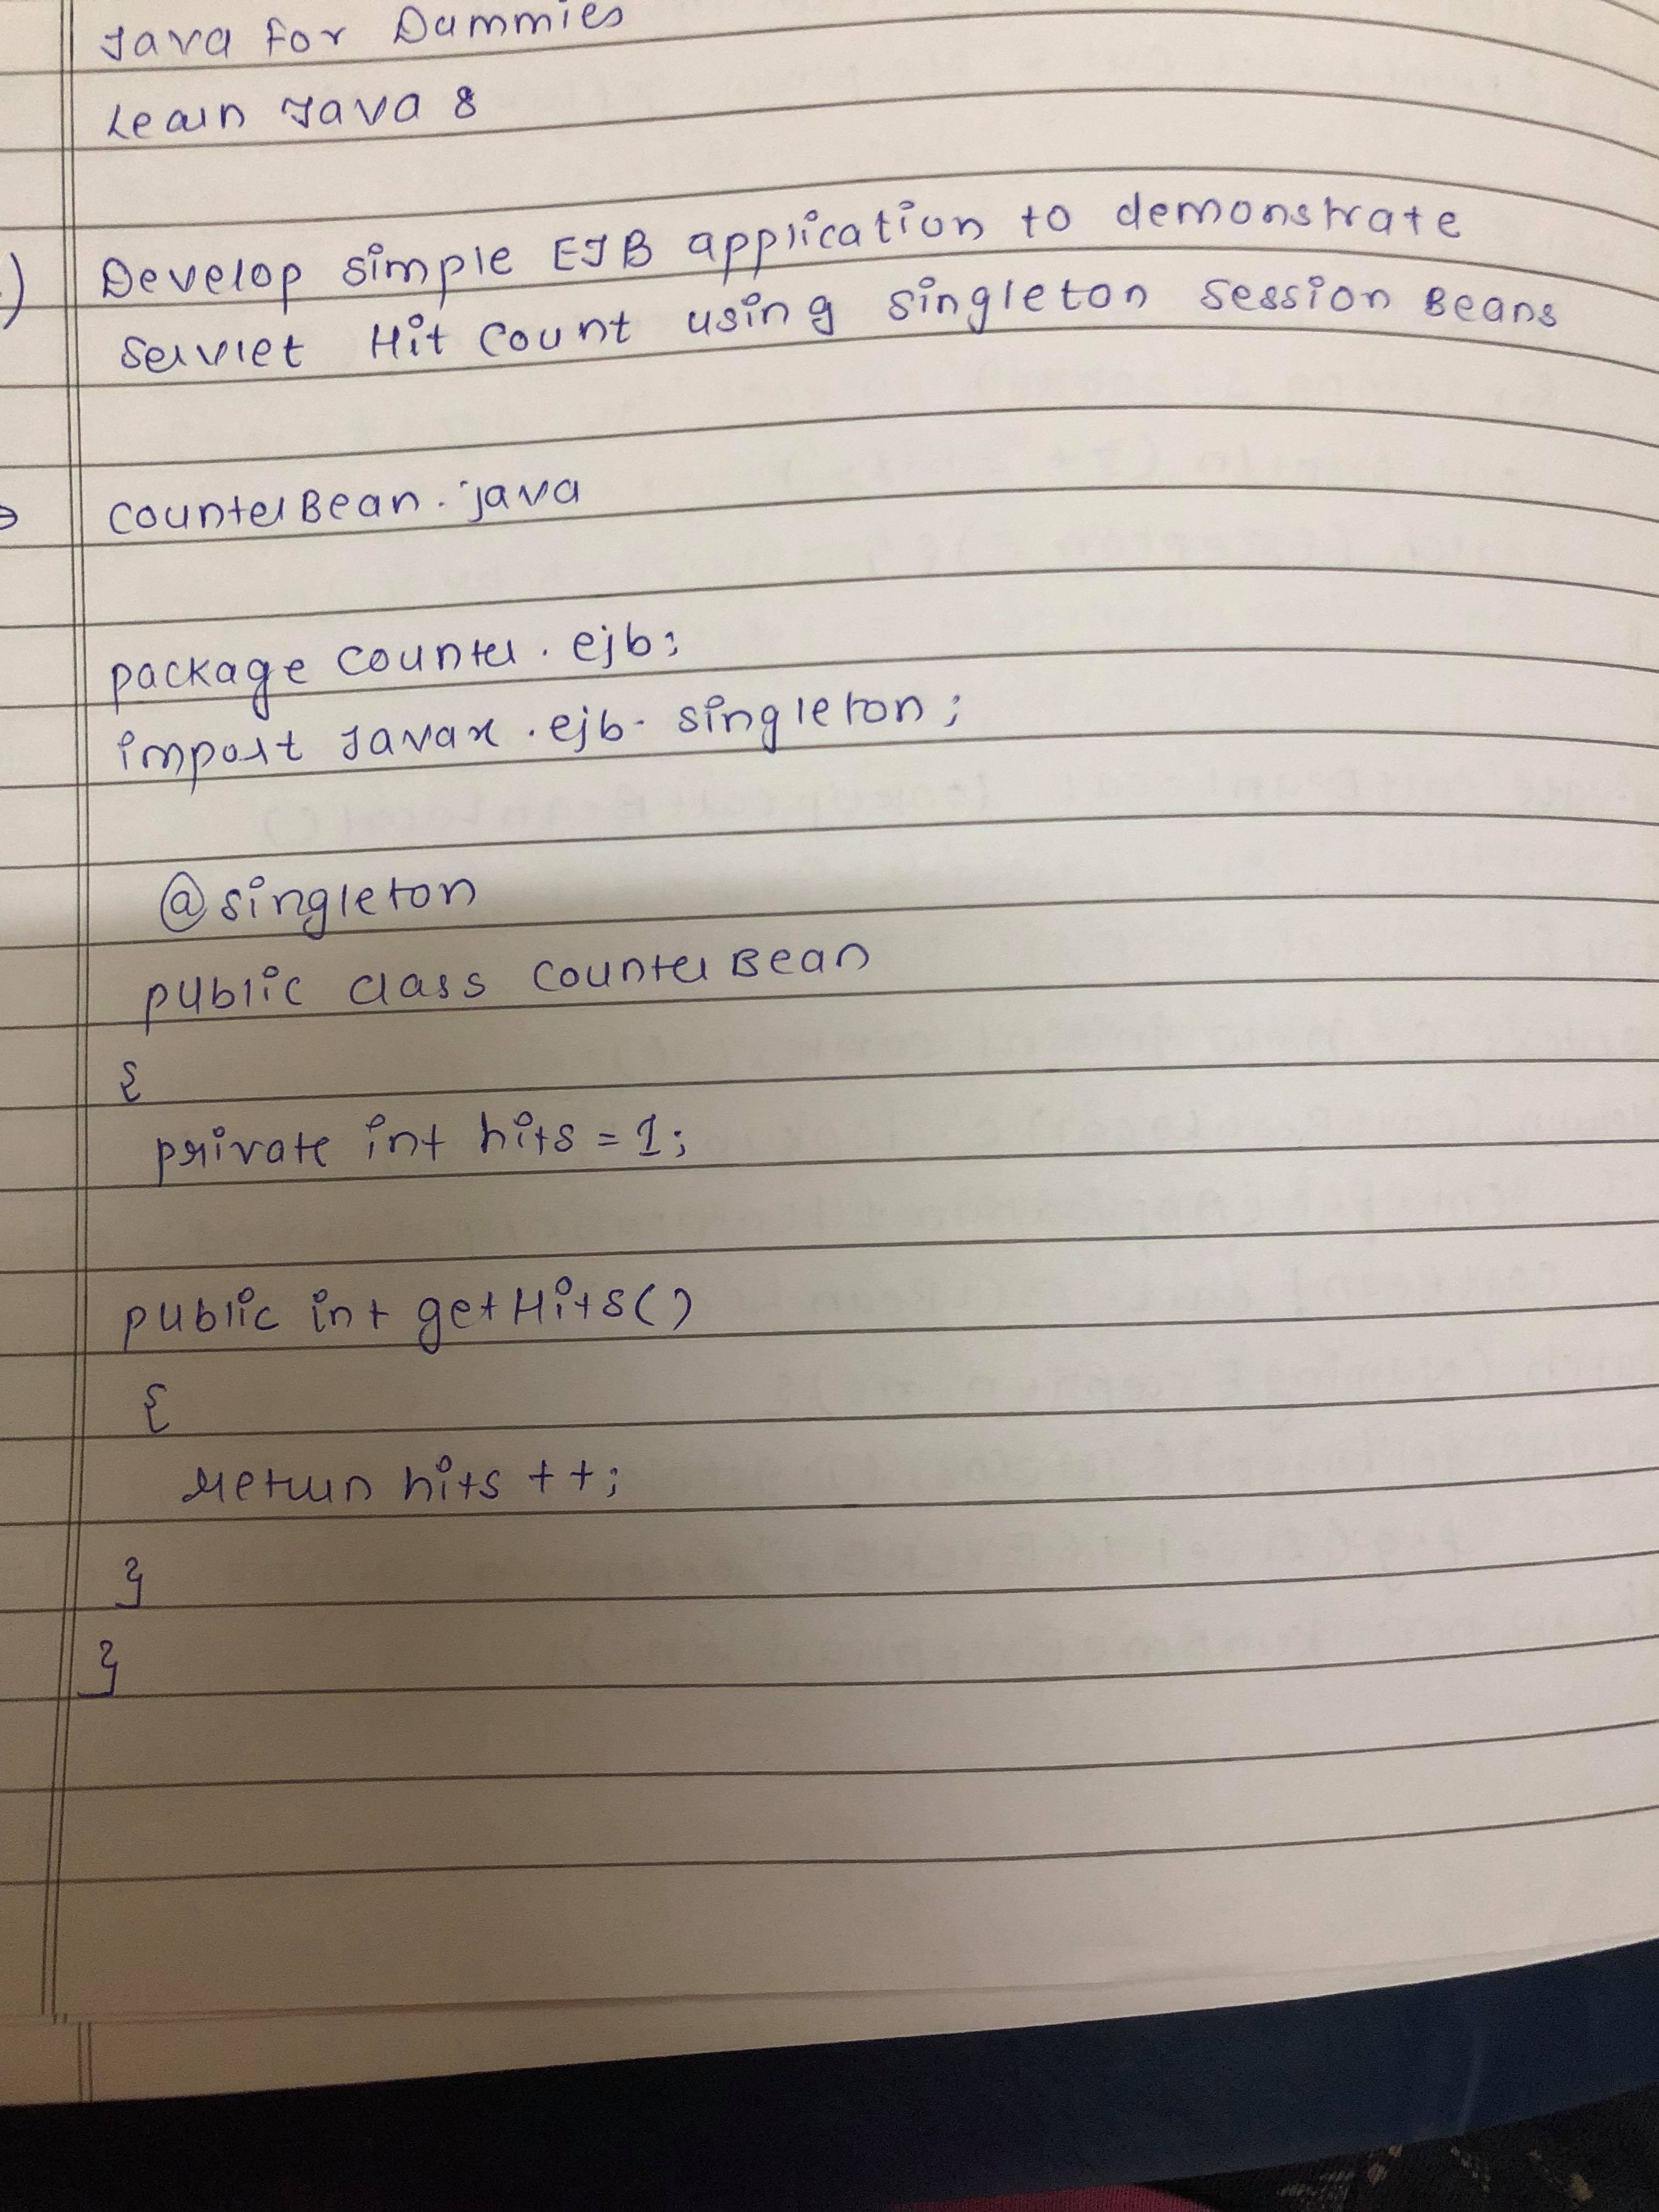 Java for Dummies
Learn Java 8
)
Develop simple EJB application to demonstrate
Servlet Hit Count using singleton session Beans
CounterBean.java
package counter.ejb;
import Javax.ejb.singleton;
@singleton
public class CounterBean
{
private int hits = 1;
public int getHits()
{
return hits ++;
}
}